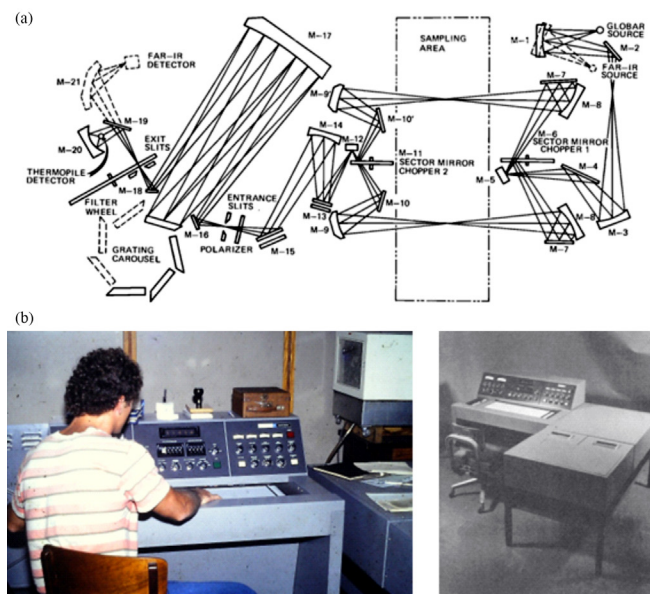 (a)
M-17
SAMPLING
AREA
M-1
GLOBAR
SOURCE
M-2
FAR-IR
SOURCE
FAR-IR
DETECTOR
M-21
M-19
EXIT
SLITS
M-20
THERMOPILE
DETECTOR
M-18
FILTER
WHEEL
GRATING
CAROUSEL
M-16
ENTRANCE
SLITS
POLARIZER
M-15
M-9'
M-10'
M-14
M-12
M-11
SECTOR MIRROR
CHOPPER 2
M-13
M-10
M-9
M-7
M-8
M-6
SECTOR MIRROR
CHOPPER 1
M-5
M-4
M-8
M-7
M-3
(b)